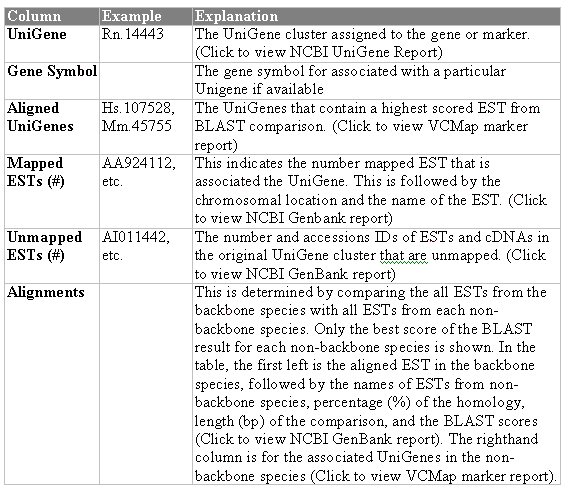 Column Example Explanation
UniGene Rn.14443 The UniGene cluster assigned to the gene or marker.
(Click to view NCBI UniGene Report)
Gene Symbol The gene symbol for associated with a particular
Unigene if available
Aligned Hs.107528, The UniGenes that contain a highest scored EST from
UniGenes Mm.45755 BLAST comparison. (Click to view VCMap marker
report)
Mapped AA924112, This indicates the number mapped EST that is
ESTs (#) etc. associated the UniGene. This is followed by the
chromosomal location and the name of the EST. (Click
to view NCBI Genbank report)
Unmapped AI011442, The number and accessions IDs of ESTs and cDNAs in
ESTs (#) etc. the original UniGene cluster that are unmapped. (Click
to view NCBI GenBank report)
Alignments This is determined by comparing the all ESTs from the
backbone species with all ESTs from each non-
backbone species. Only the best score of the BLAST
result for each non-backbone species is shown. In the
table, the first left is the aligned EST in the backbone
species, followed by the names of ESTs from non-
backbone species, percentage (%) of the homology,
length (bp) of the comparison, and the BLAST scores
(Click to view NCBI GenBank report). The righthand
column is for the associated UniGenes in the non-
backbone species (Click to view VCMap marker report).